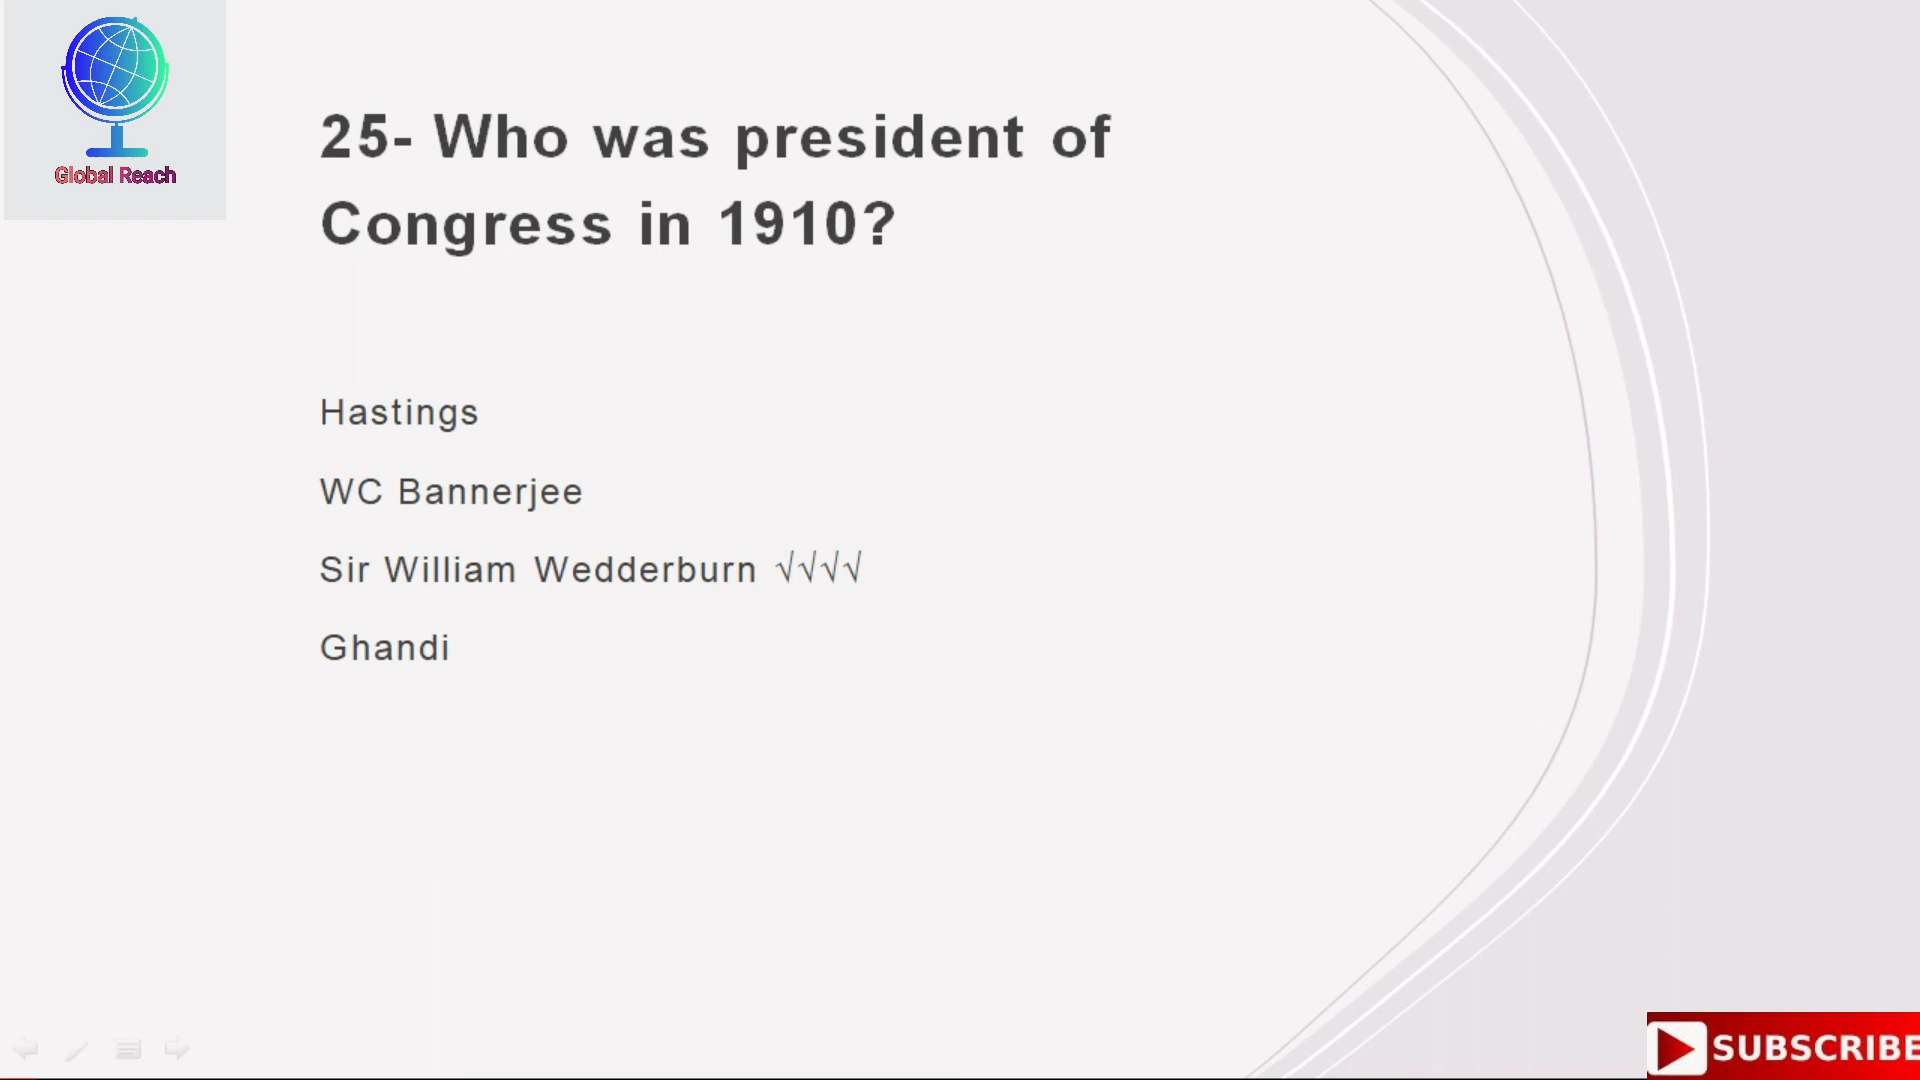 Global Reach
25- Who was president of
Congress in 1910?
Hastings
WC Bannerjee
Sir William Wedderburn √√√√
Ghandi
SUBSCRIBE